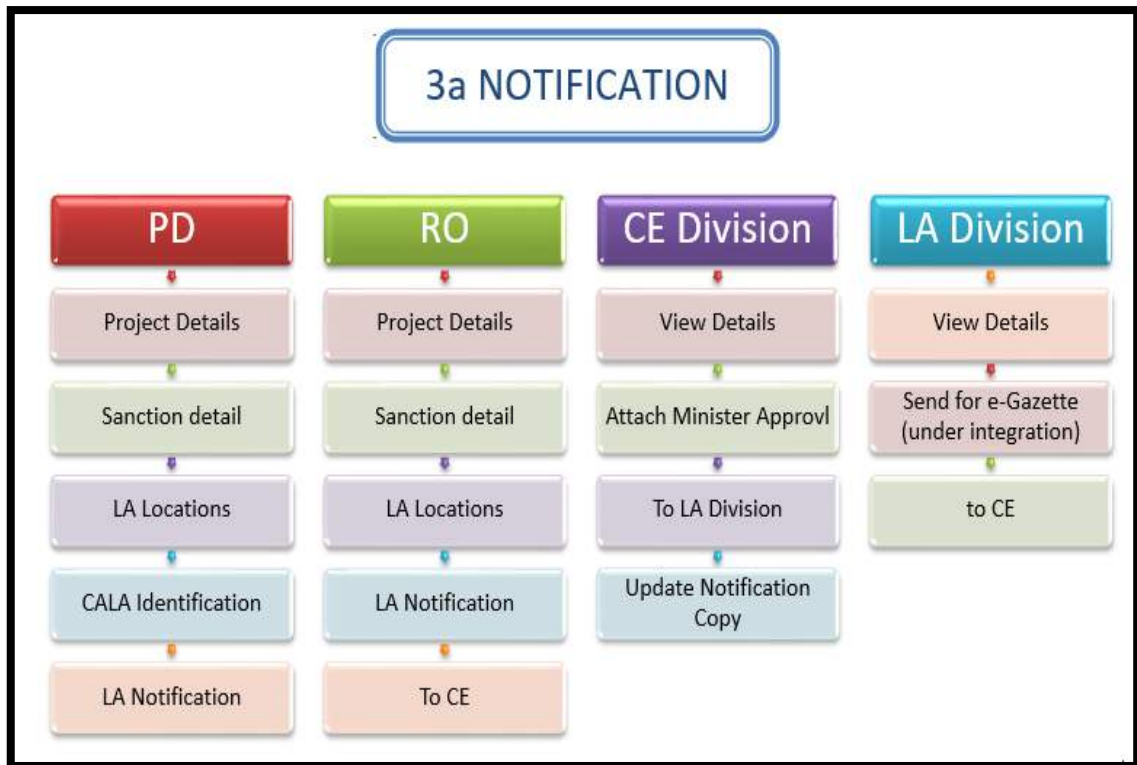 3a NOTIFICATION
PD
Project Details
Sanction detail
LA Locations
CALA Identification
LA Notification
RO
Project Details
Sanction detail
LA Locations
LA Notification
To CE
CE Division
View Details
Attach Minister Approvl
To LA Division
Update Notification
Copy
LA Division
View Details
Send for e-Gazette
(under integration)
to CE